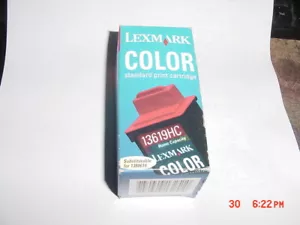 LEXMARK
COLOR
standard print cartridge
13619HC
LEXMARK
COLOR
30 6:22PM